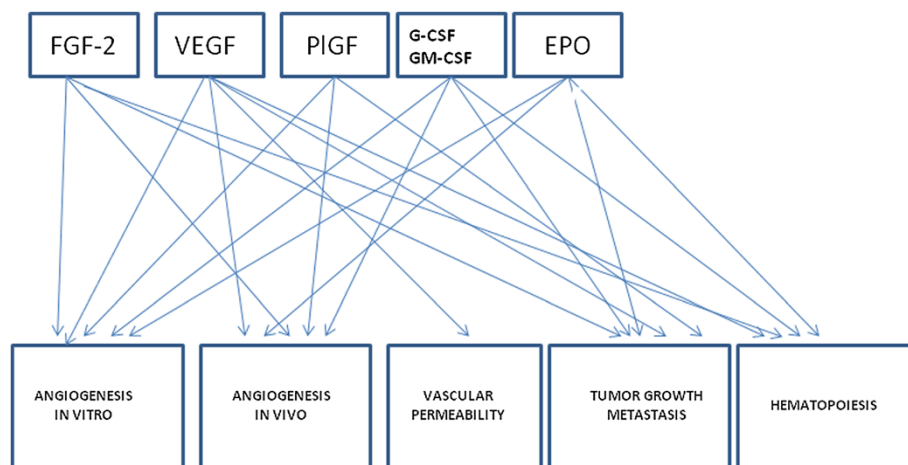 FGF-2
VEGF
PlGF
G-CSF
GM-CSF
EPO
ANGIOGENESIS
IN VITRO
ANGIOGENESIS
IN VIVO
VASCULAR
PERMEABILITY
TUMOR GROWTH
METASTASIS
HEMATOPOIESIS